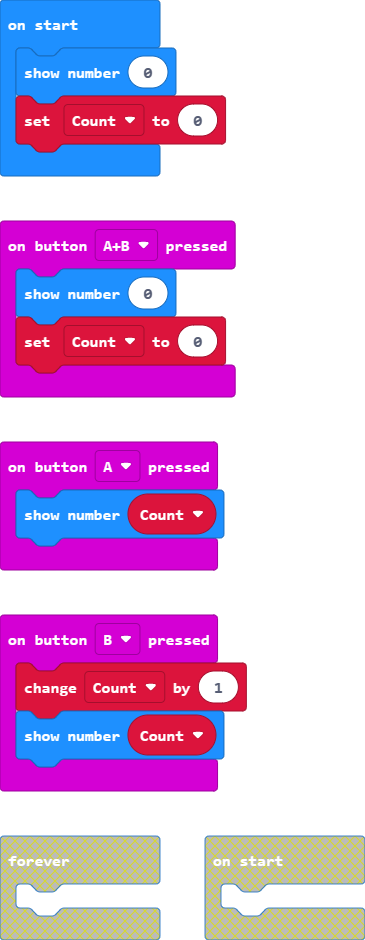 on start
show number 0
set Count to 0
on button A+B pressed
show number 0
set Count to 0
on button A pressed
show number Count
on button B pressed
change Count by 1
show number Count
forever on start